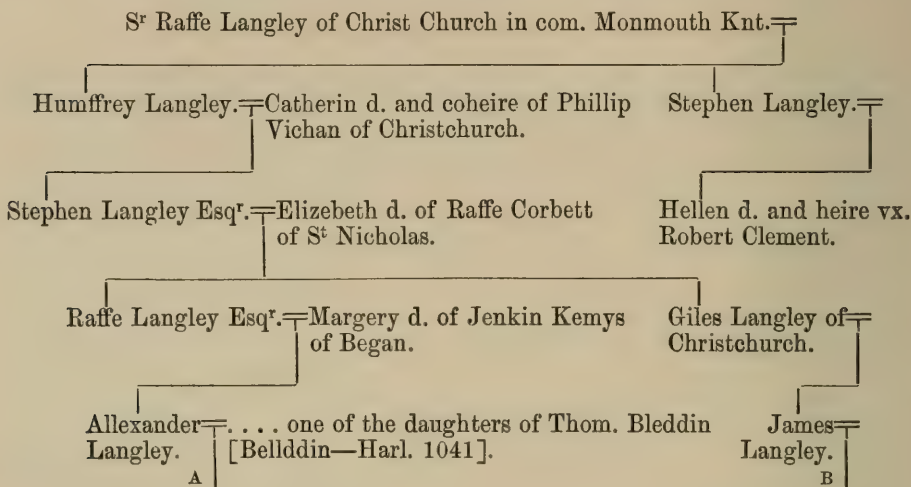 Sʳ Raffe Langley of Christ Church in com. Monmouth Knt.
Humffrey Langley. Catherin d. and coheire of Phillip
Vichan of Christchurch.
Stephen Langley.
Stephen Langley Esqʳ. Elizebeth d. of Raffe Corbett
of Sᵗ Nicholas.
Hellen d. and heire vx.
Robert Clement.
Raffe Langley Esqʳ. Margery d. of Jenkin Kemys
of Began.
Giles Langley of
Christchurch.
Allexander
Langley.
. . . . one of the daughters of Thom. Bleddin
[Bellddin—Harl. 1041].
James
Langley.
A
B